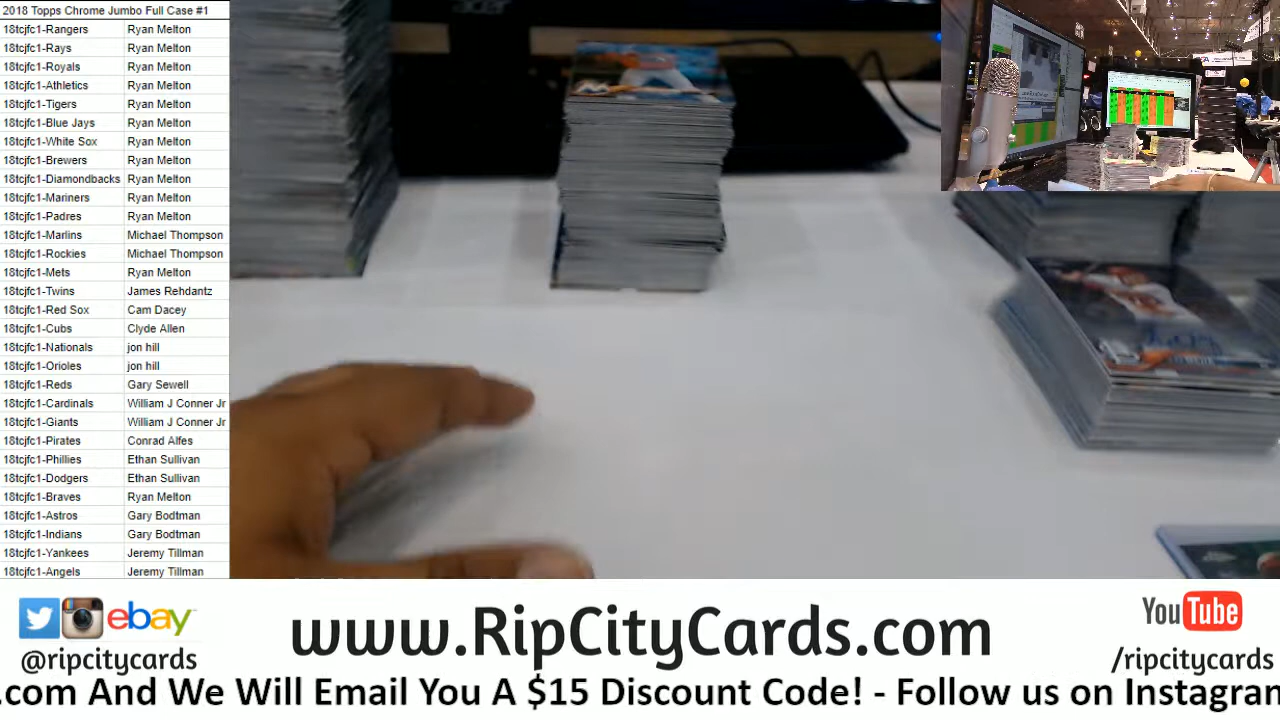 2018 Topps Chrome Jumbo Full Case #1
18tcjfc1-Rangers Ryan Melton
18tcjfc1-Rays Ryan Melton
18tcjfc1-Royals Ryan Melton
18tcjfc1-Athletics Ryan Melton
18tcjfc1-Tigers Ryan Melton
18tcjfc1-Blue Jays Ryan Melton
18tcjfc1-White Sox Ryan Melton
18tcjfc1-Brewers Ryan Melton
18tcjfc1-Diamondbacks Ryan Melton
18tcjfc1-Mariners Ryan Melton
18tcjfc1-Padres Ryan Melton
18tcjfc1-Marlins Michael Thompson
18tcjfc1-Rockies Michael Thompson
18tcjfc1-Mets Ryan Melton
18tcjfc1-Twins James Rehdantz
18tcjfc1-Red Sox Cam Dacey
18tcjfc1-Cubs Clyde Allen
18tcjfc1-Nationals jon hill
18tcjfc1-Orioles jon hill
18tcjfc1-Reds Gary Sewell
18tcjfc1-Cardinals William J Conner Jr
18tcjfc1-Giants William J Conner Jr
18tcjfc1-Pirates Conrad Alfes
18tcjfc1-Phillies Ethan Sullivan
18tcjfc1-Dodgers Ethan Sullivan
18tcjfc1-Braves Ryan Melton
18tcjfc1-Astros Gary Bodtman
18tcjfc1-Indians Gary Bodtman
18tcjfc1-Yankees Jeremy Tillman
18tcjfc1-Angels Jeremy Tillman
ebay
@ripcitycards
www.RipCityCards.com
YouTube
/ripcitycards
.com And We Will Email You A $15 Discount Code! - Follow us on Instagram